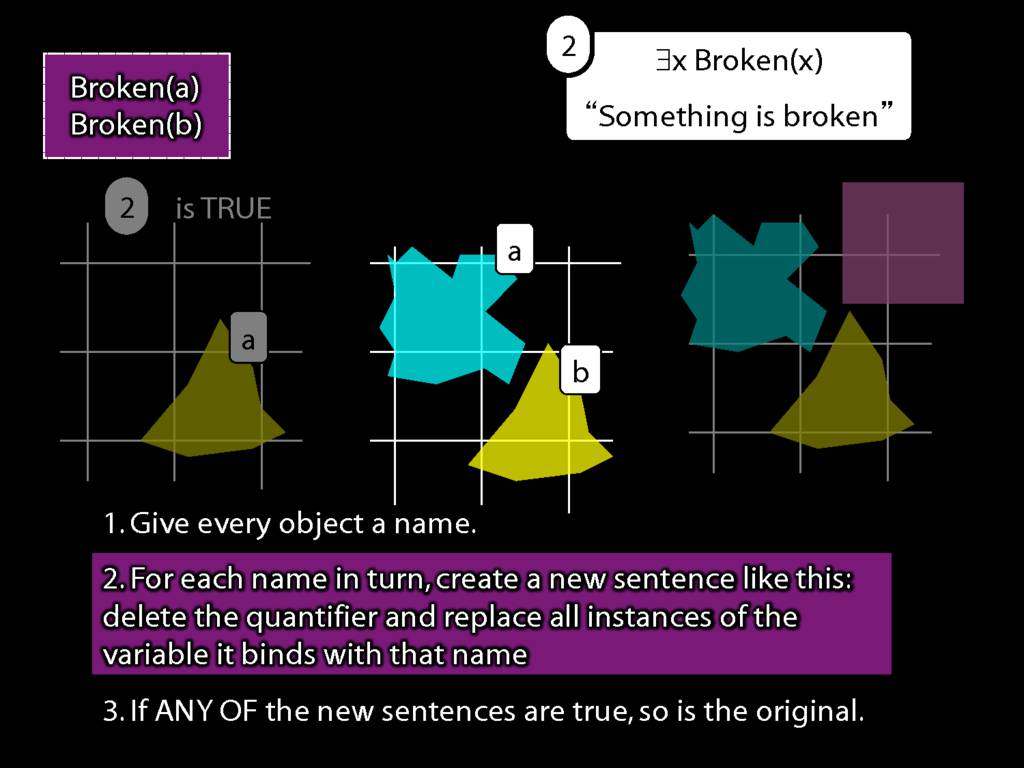 Broken(a)
Broken(b)
2
∃x Broken(x)
“Something is broken”
2 is TRUE
a
a
b
1. Give every object a name.
2. For each name in turn, create a new sentence like this:
delete the quantifier and replace all instances of the
variable it binds with that name
3. If ANY OF the new sentences are true, so is the original.